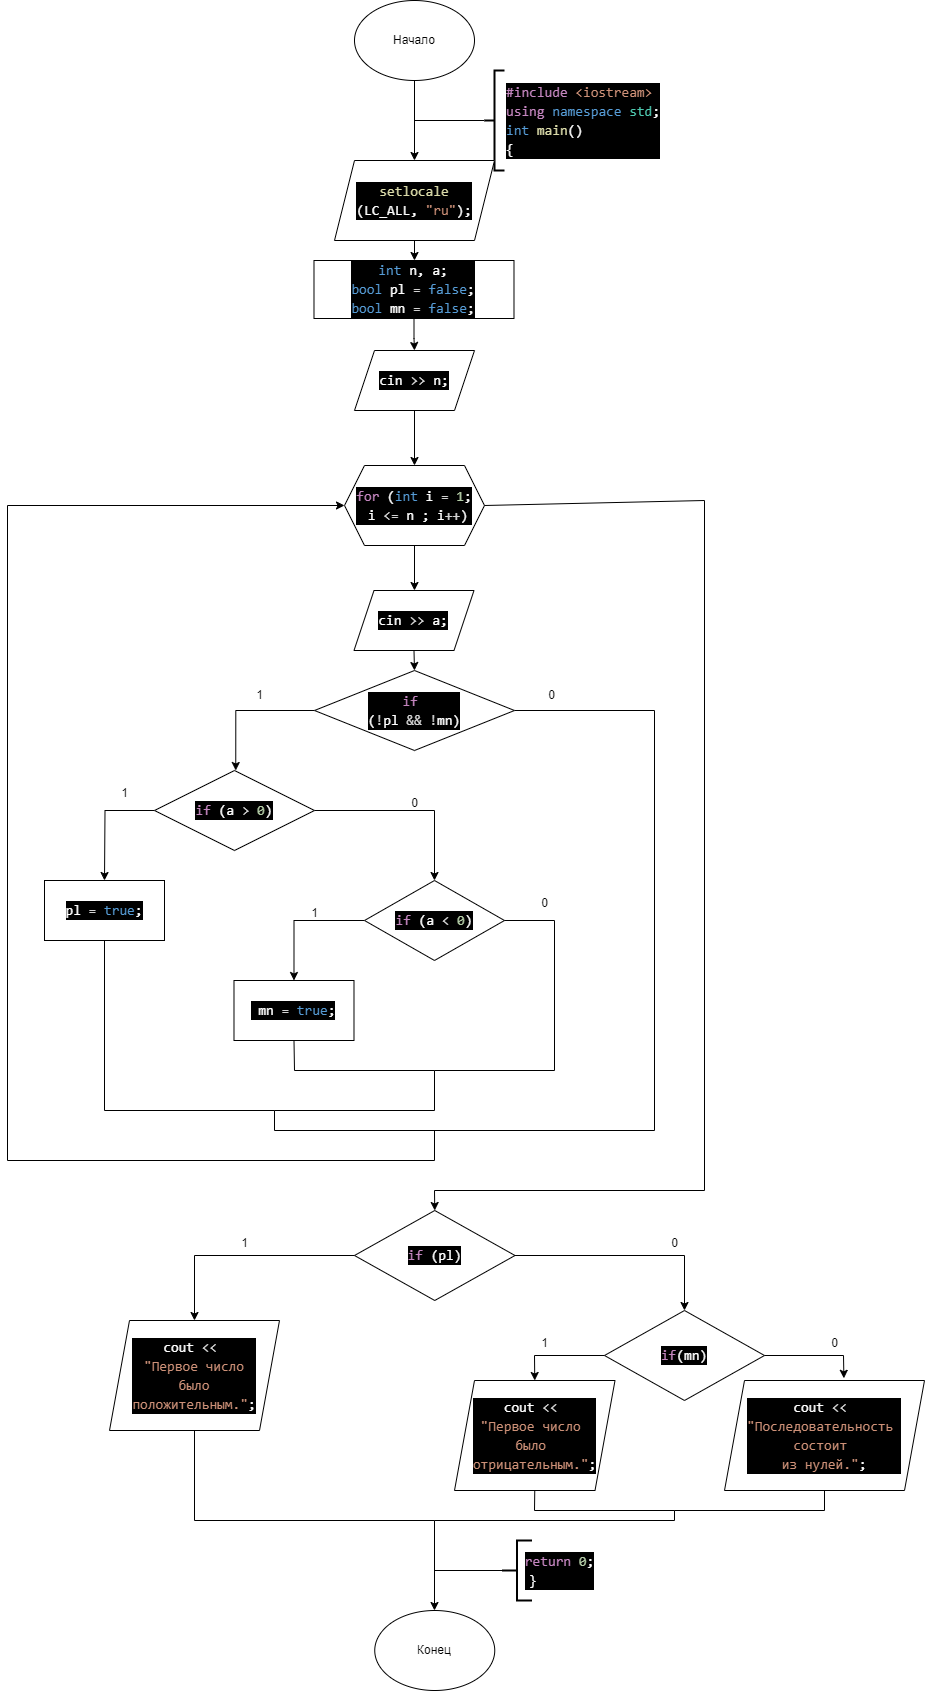 Начало
#include <iostream>
using namespace std;
int main()
{
setlocale
(LC_ALL, "ru");
int n, a;
bool pl = false;
bool mn = false;
cin >> n;
for (int i = 1;
i <= n ; i++)
cin >> a;
1
if
(!pl && !mn)
0
1
if (a > 0)
0
pl = true;
1
if (a < 0)
0
mn = true;
1
if (pl)
0
cout <<
"Первое число
было
положительным.";
1
if(mn)
0
cout <<
"Первое число
было
отрицательным.";
cout <<
"Последовательность
состоит
из нулей.";
return 0;
}
Конец